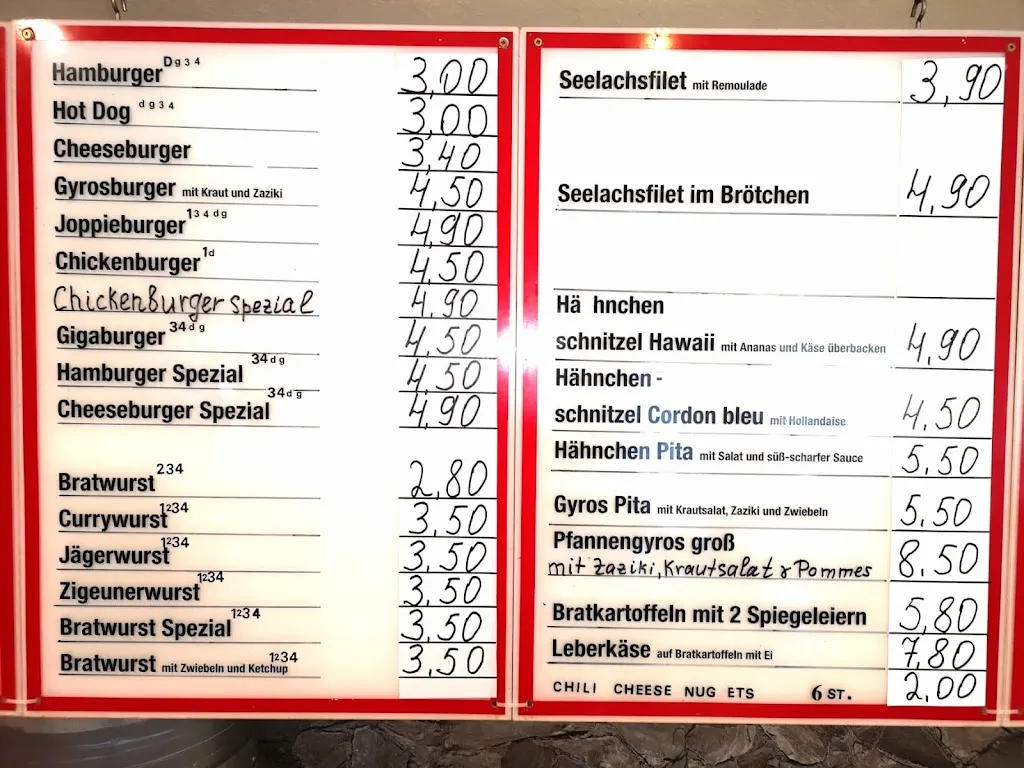 Hamburger Dg34 3,00
Hot Dog dg34 3,00
Cheeseburger 3,40
Gyrosburger mit Kraut und Zaziki 4,50
Joppieburger 134dg 4,90
Chickenburger 1d 4,50
ChickenBurger Spezial 4,90
Gigaburger 34dg 4,50
Hamburger Spezial 34dg 4,50
Cheeseburger Spezial 34dg 4,90
Bratwurst 234 2,80
Currywurst 1234 3,50
Jägerwurst 1234 3,50
Zigeunerwurst 1234 3,50
Bratwurst Spezial 1234 3,50
Bratwurst mit Zwiebeln und Ketchup 1234 3,50
Seelachsfilet mit Remoulade 3,90
Seelachsfilet im Brötchen 4,90
Hä hnchen
schnitzel Hawaii mit Ananas und Käse überbacken 4,90
Hähnchen -
schnitzel Cordon bleu mit Hollandaise 4,50
Hähnchen Pita mit Salat und süß-scharfer Sauce 5,50
Gyros Pita mit Krautsalat, Zaziki und Zwiebeln 5,50
Pfannengyros groß
mit Zaziki, Krautsalat & Pommes 8,50
Bratkartoffeln mit 2 Spiegeleiern 5,80
Leberkäse auf Bratkartoffeln mit Ei 7,80
CHILI CHEESE NUG ETS 6 ST. 2,00